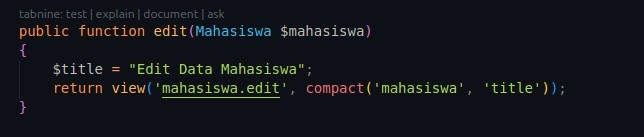 tabnine: test | explain | document | ask
public function edit(Mahasiswa $mahasiswa)
{
    $title = "Edit Data Mahasiswa";
    return view('mahasiswa.edit', compact('mahasiswa', 'title'));
}